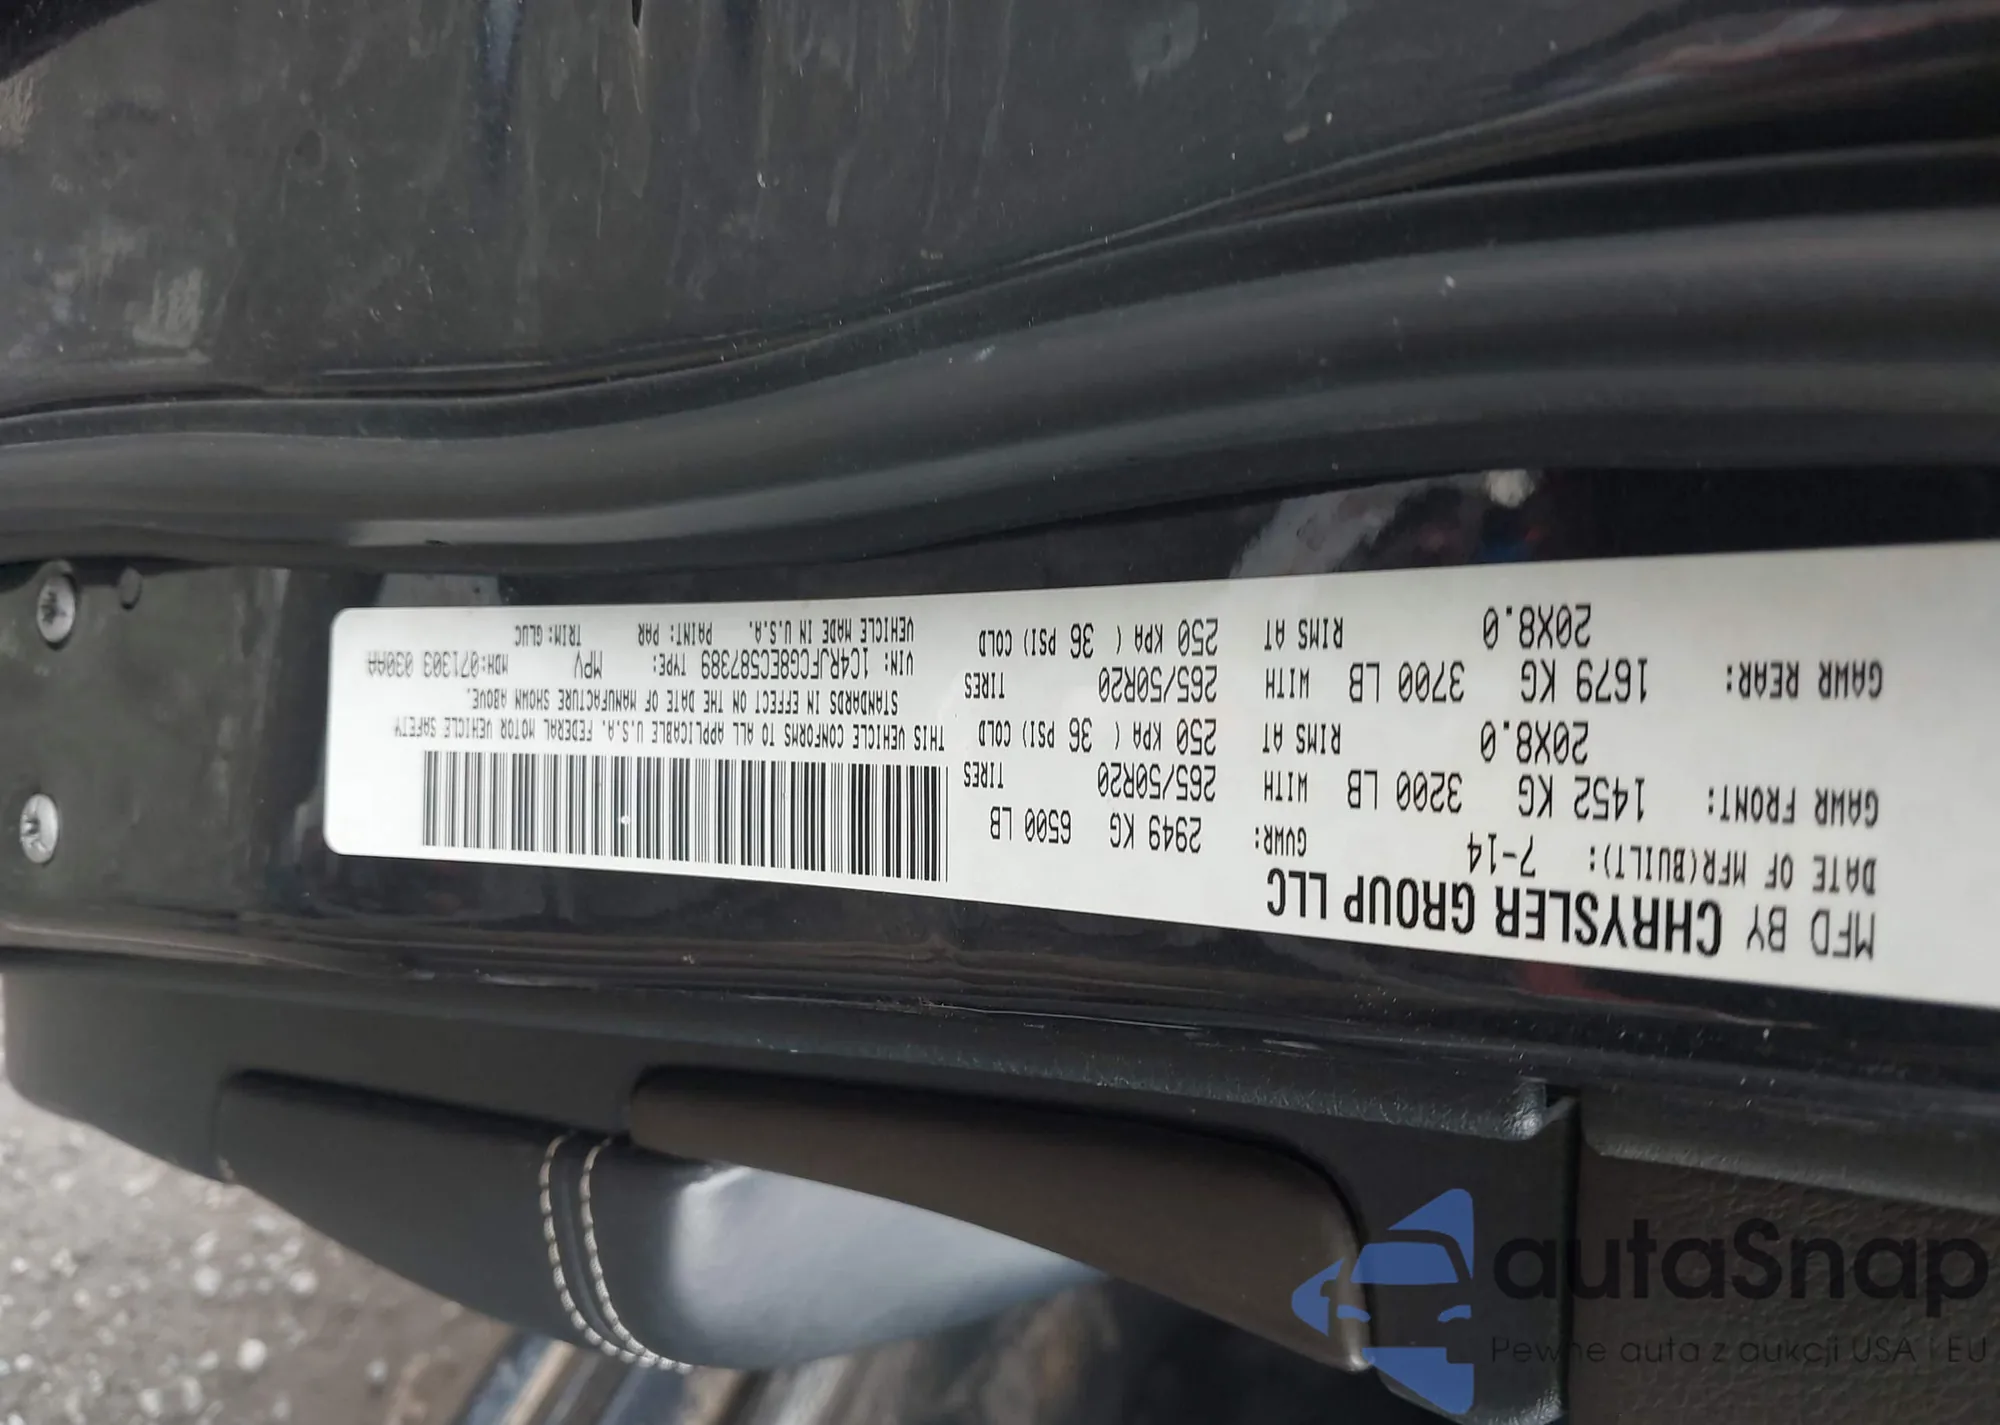 MFD BY CHRYSLER GROUP LLC
DATE OF MFR(BUILT): 7-14 GVWR: 2949 KG 6500 LB
GAWR FRONT: 1452 KG 3200 LB WITH 265/50R20 TIRES
20X8.0 RIMS AT 250 KPA ( 36 PSI) COLD
GAWR REAR: 1679 KG 3700 LB WITH 265/50R20 TIRES
20X8.0 RIMS AT 250 KPA ( 36 PSI) COLD
THIS VEHICLE CONFORMS TO ALL APPLICABLE U.S.A. FEDERAL MOTOR VEHICLE SAFETY
STANDARDS IN EFFECT ON THE DATE OF MANUFACTURE SHOWN ABOVE.
VIN: 1C4RJFCG8EC587389 TYPE: MPV MDH:071303 030AA
VEHICLE MADE IN U.S.A. PAINT: PAR TRIM: GLUC
autaSnap
Pewne auta z aukcji USA i EU